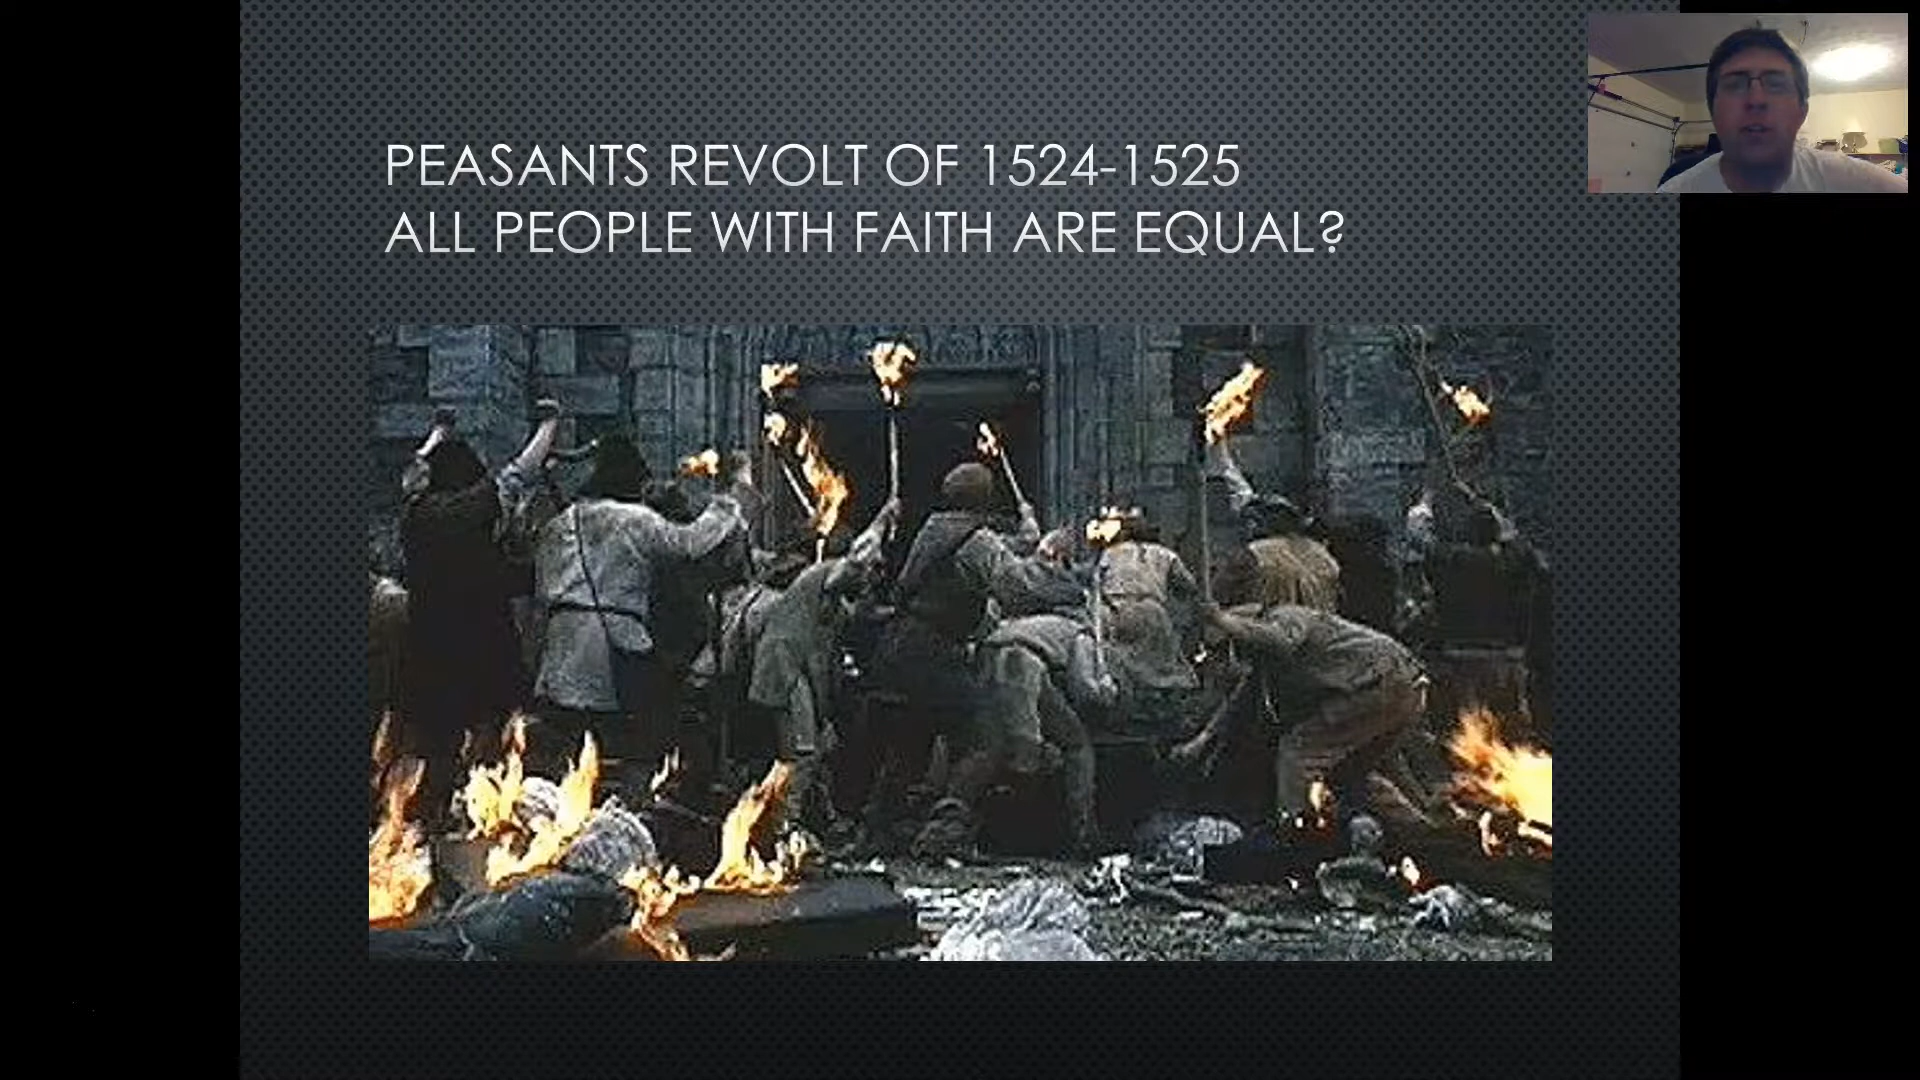 PEASANTS REVOLT OF 1524-1525
ALL PEOPLE WITH FAITH ARE EQUAL?